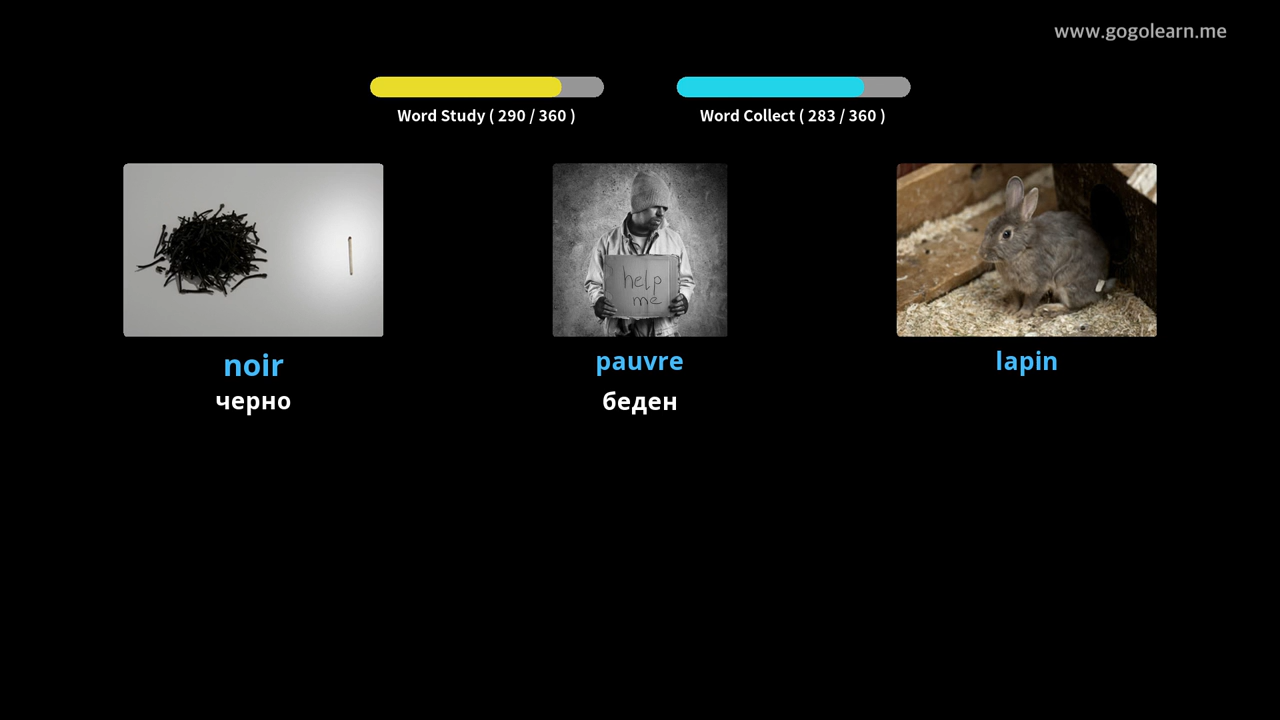 www.gogolearn.me
Word Study ( 290 / 360 )
Word Collect ( 283 / 360 )
help
me
noir
pauvre
lapin
черно
беден